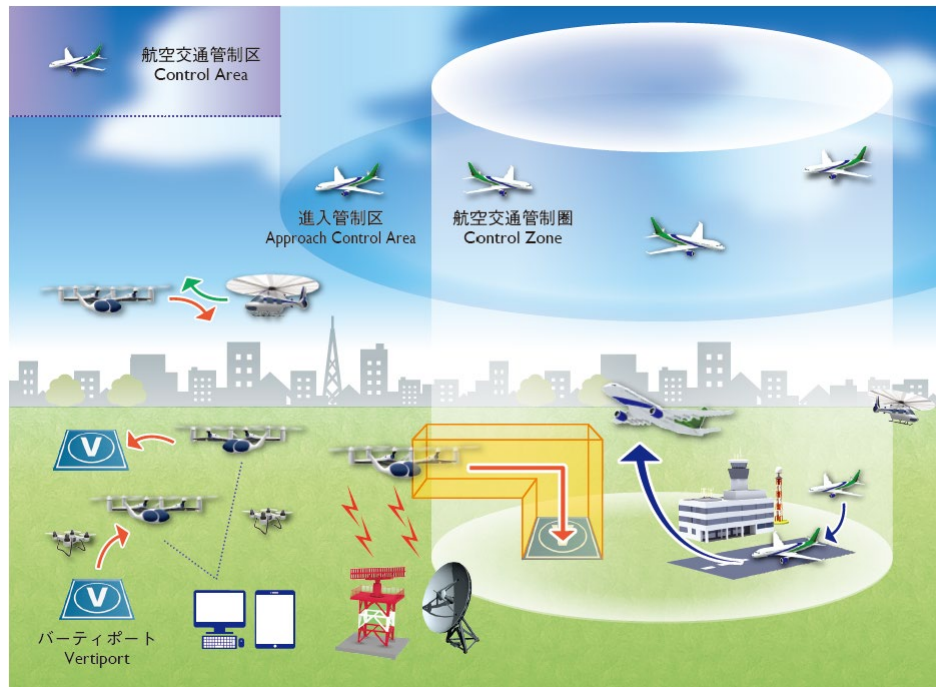 航空交通管制区
Control Area
進入管制区
Approach Control Area
航空交通管制圏
Control Zone
V
V
バーティポート
Vertiport